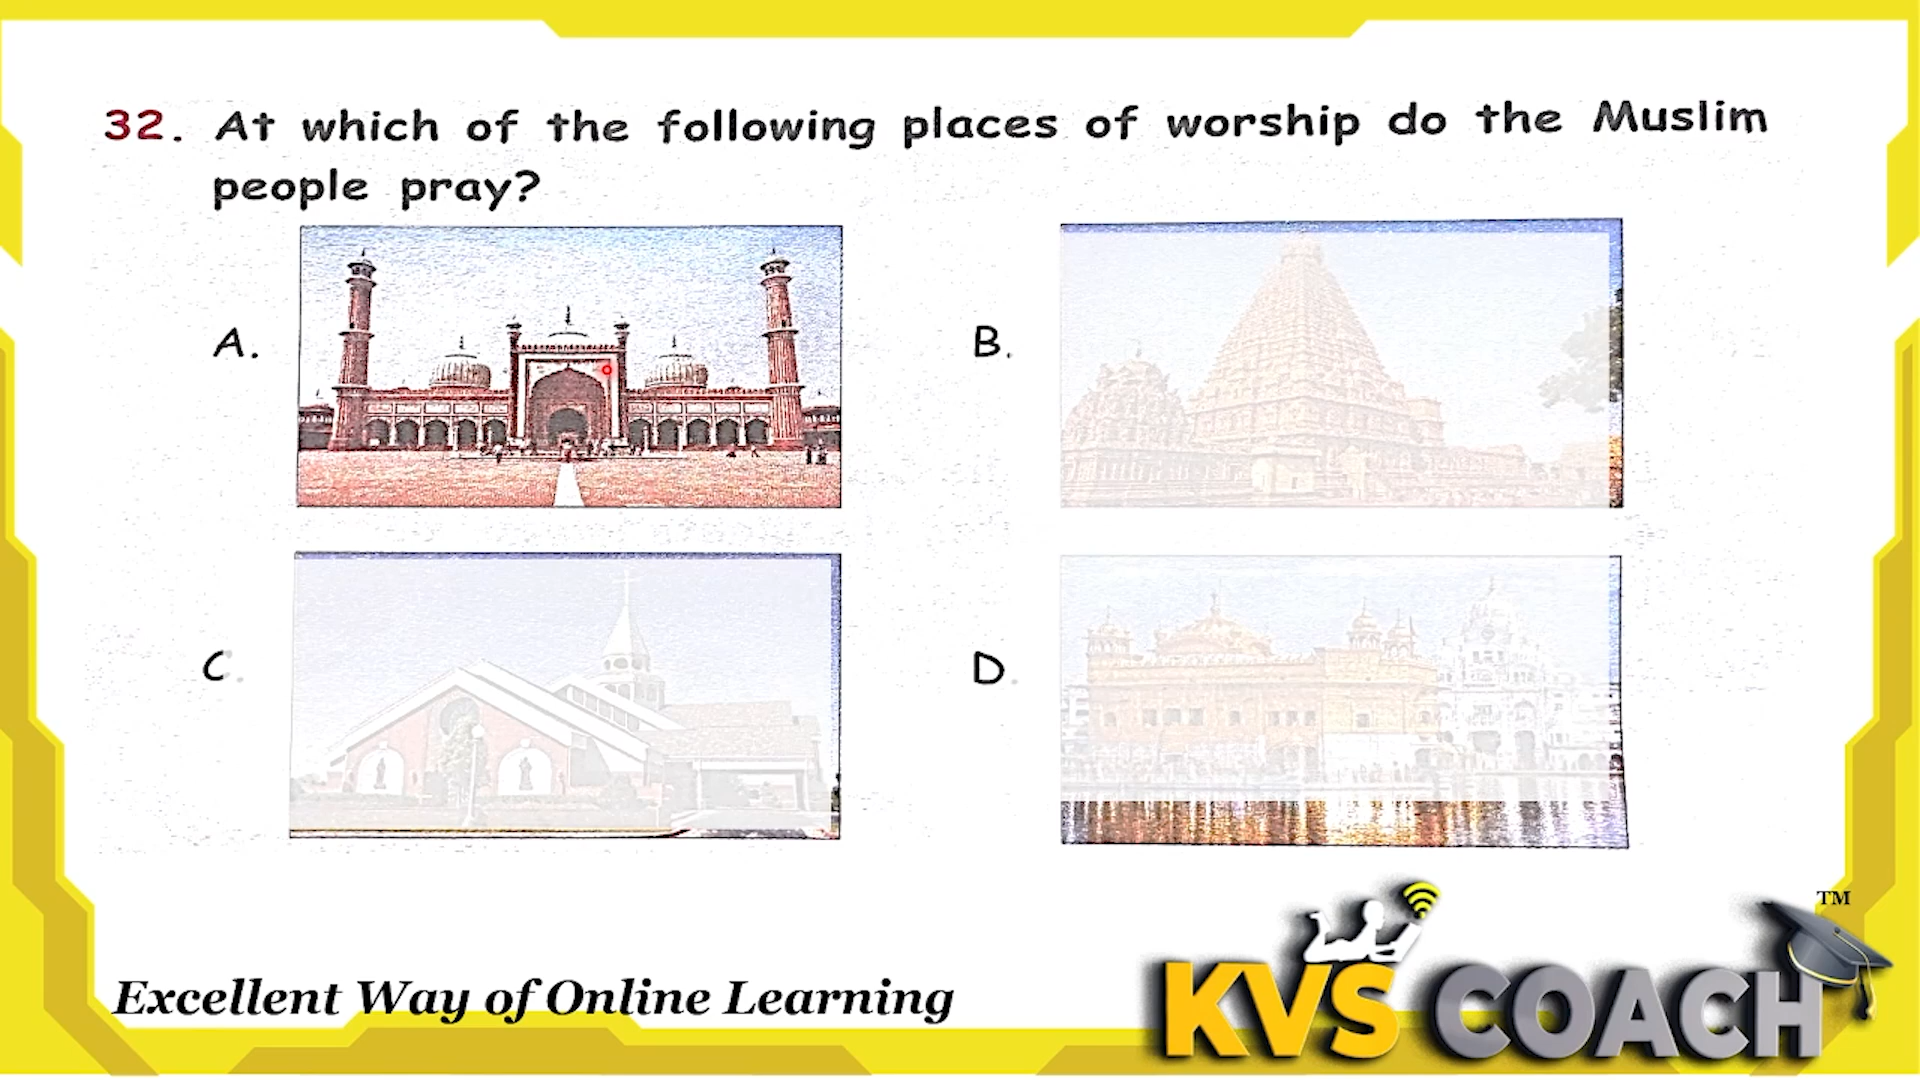 32. At which of the following places of worship do the Muslim
people pray?
A.
B.
C.
D.
Excellent Way of Online Learning
KVS COACH
TM